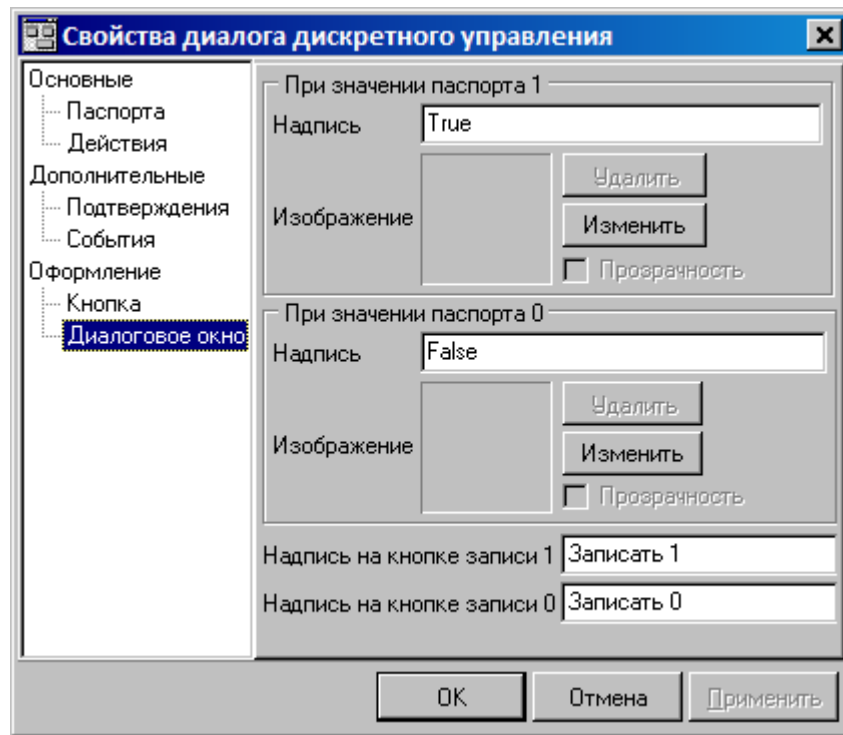 Свойства диалога дискретного управления
Основные
Паспорта
Действия
Дополнительные
Подтверждения
События
Оформление
Кнопка
Диалоговое окно
При значении паспорта 1
Надпись True
Удалить
Изображение
Изменить
Прозрачность
При значении паспорта 0
Надпись False
Удалить
Изображение
Изменить
Прозрачность
Надпись на кнопке записи 1 Записать 1
Надпись на кнопке записи 0 Записать 0
OK Отмена Применить